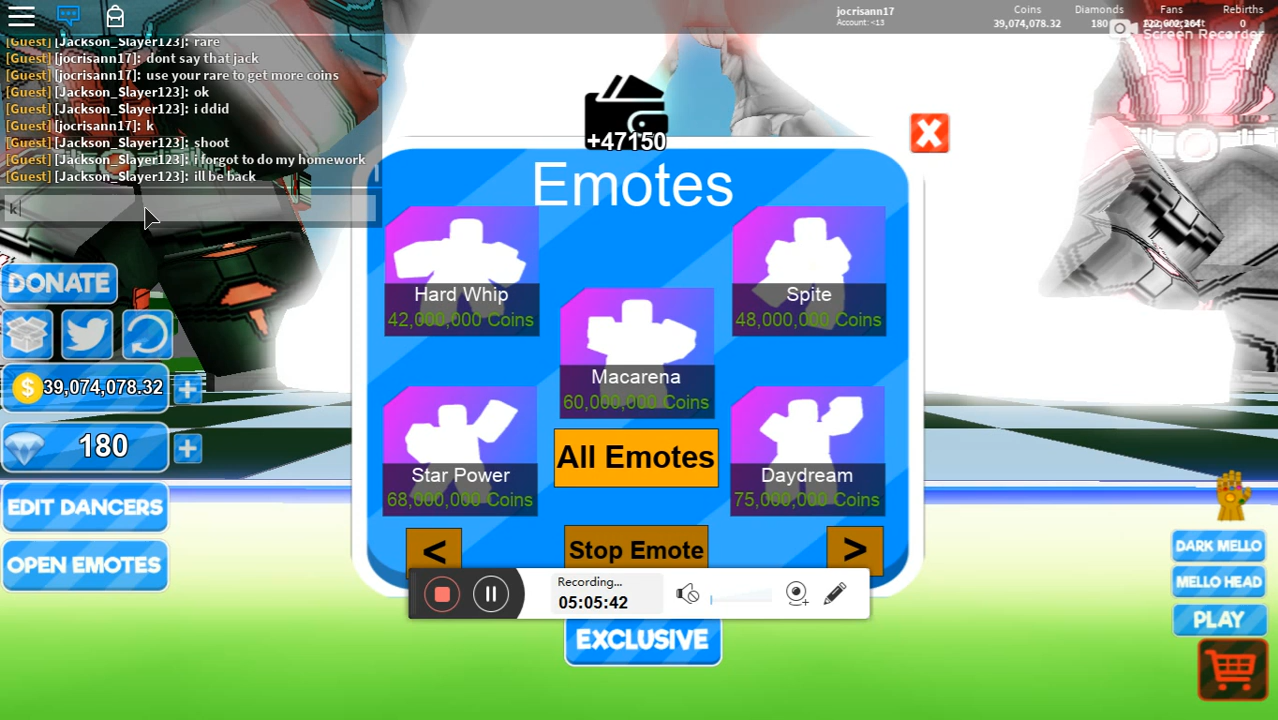 jocrisann17
Account: <13
Coins
39,074,078.32
Diamonds
180
Fans
Rebirths
0
Screen Recorder
[Guest] [Jackson_Slayer123]: rare
[Guest] [jocrisann17]: dont say that jack
[Guest] [jocrisann17]: use your rare to get more coins
[Guest] [Jackson_Slayer123]: ok
[Guest] [Jackson_Slayer123]: i ddid
[Guest] [jocrisann17]: k
[Guest] [Jackson_Slayer123]: shoot
[Guest] [Jackson_Slayer123]: i forgot to do my homework
[Guest] [Jackson_Slayer123]: ill be back
k
DONATE
$ 39,074,078.32 +
180 +
EDIT DANCERS
OPEN EMOTES
+47150
X
Emotes
Hard Whip
42,000,000 Coins
Spite
48,000,000 Coins
Macarena
60,000,000 Coins
Star Power
68,000,000 Coins
All Emotes
Daydream
75,000,000 Coins
<
Stop Emote
>
Recording...
05:05:42
EXCLUSIVE
DARK MELLO
MELLO HEAD
PLAY